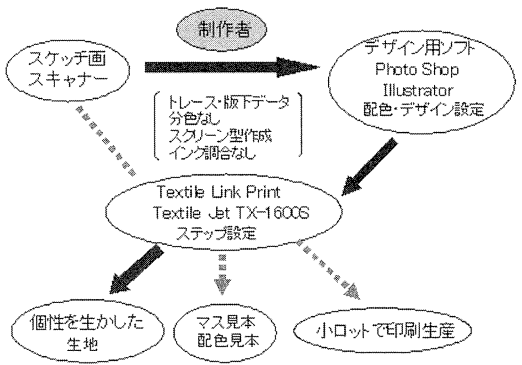 制作者
スケッチ画
スキャナー
デザイン用ソフト
Photo Shop
Illustrator
配色・デザイン設定
トレース・版下データ
分色なし
スクリーン型作成
インク調合なし
Textile Link Print
Textile Jet TX-1600S
ステップ設定
個性を生かした
生地
マス見本
配色見本
小ロットで印刷生産